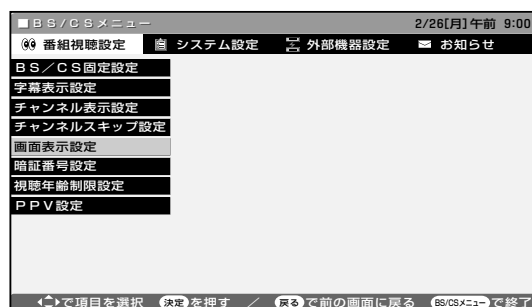 ■BS/CSメニュー 2/26[月]午前 9:00
番組視聴設定 システム設定 外部機器設定 お知らせ
BS/CS固定設定
字幕表示設定
チャンネル表示設定
チャンネルスキップ設定
画面表示設定
暗証番号設定
視聴年齢制限設定
PPV設定
で項目を選択 決定を押す / 戻るで前の画面に戻る BS/CSメニューで終了